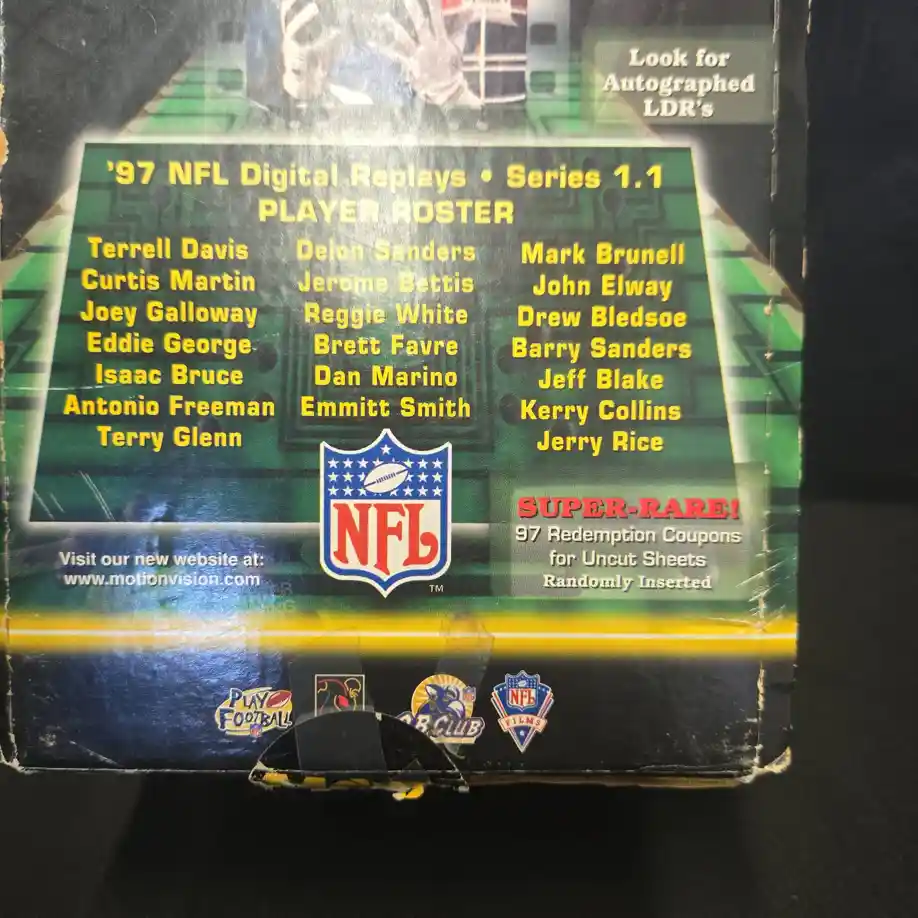 Look for
Autographed
LDR's
'97 NFL Digital Replays • Series 1.1
PLAYER ROSTER
Terrell Davis
Curtis Martin
Joey Galloway
Eddie George
Isaac Bruce
Antonio Freeman
Terry Glenn
Deion Sanders
Jerome Bettis
Reggie White
Brett Favre
Dan Marino
Emmitt Smith
Mark Brunell
John Elway
Drew Bledsoe
Barry Sanders
Jeff Blake
Kerry Collins
Jerry Rice
NFL
TM
SUPER-RARE!
97 Redemption Coupons
for Uncut Sheets
Randomly Inserted
Visit our new website at:
www.motionvision.com
PLAY
FOOTBALL
QB CLUB
NFL
FILMS